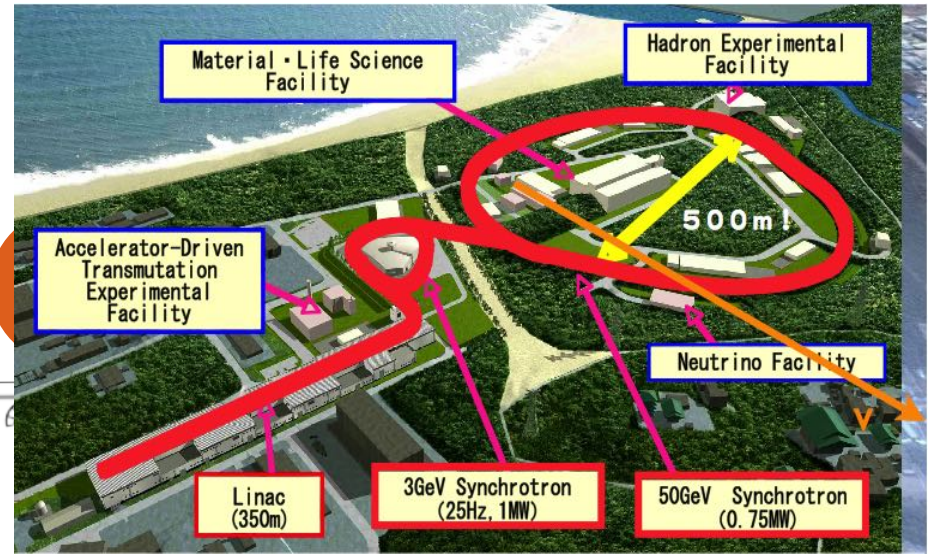 Hadron Experimental
Facility
Material・Life Science
Facility
500m!
Accelerator-Driven
Transmutation
Experimental
Facility
Neutrino Facility
ν
Linac
(350m)
3GeV Synchrotron
(25Hz,1MW)
50GeV Synchrotron
(0.75MW)